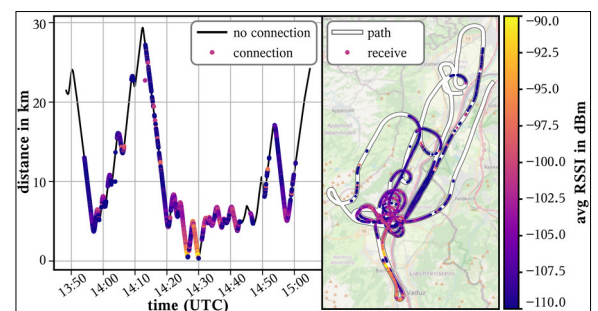 distance in km
30
20
10
0
no connection
connection
13:50
14:00
14:10
14:20
14:30
14:40
14:50
15:00
time (UTC)
path
receive
Liechtenstein
Vaduz
−90.0
−92.5
−95.0
−97.5
−100.0
−102.5
−105.0
−107.5
−110.0
avg RSSI in dBm